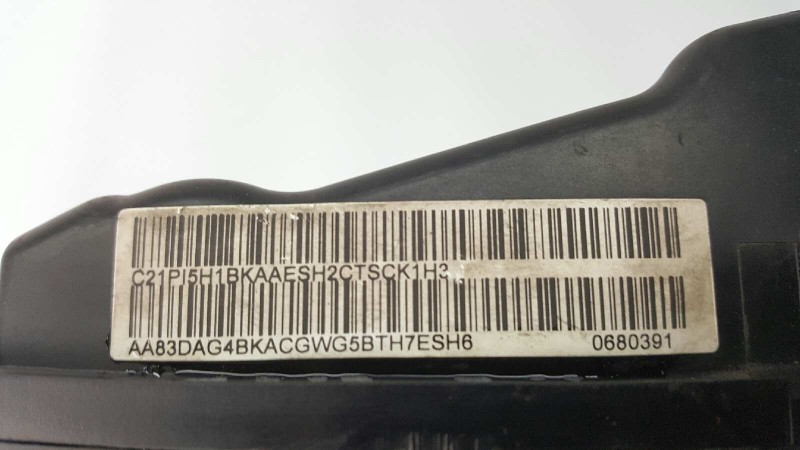 C21PI5H1BKAAESH2CTSCK1H3
AA83DAG4BKACGWG5BTH7ESH6 0680391